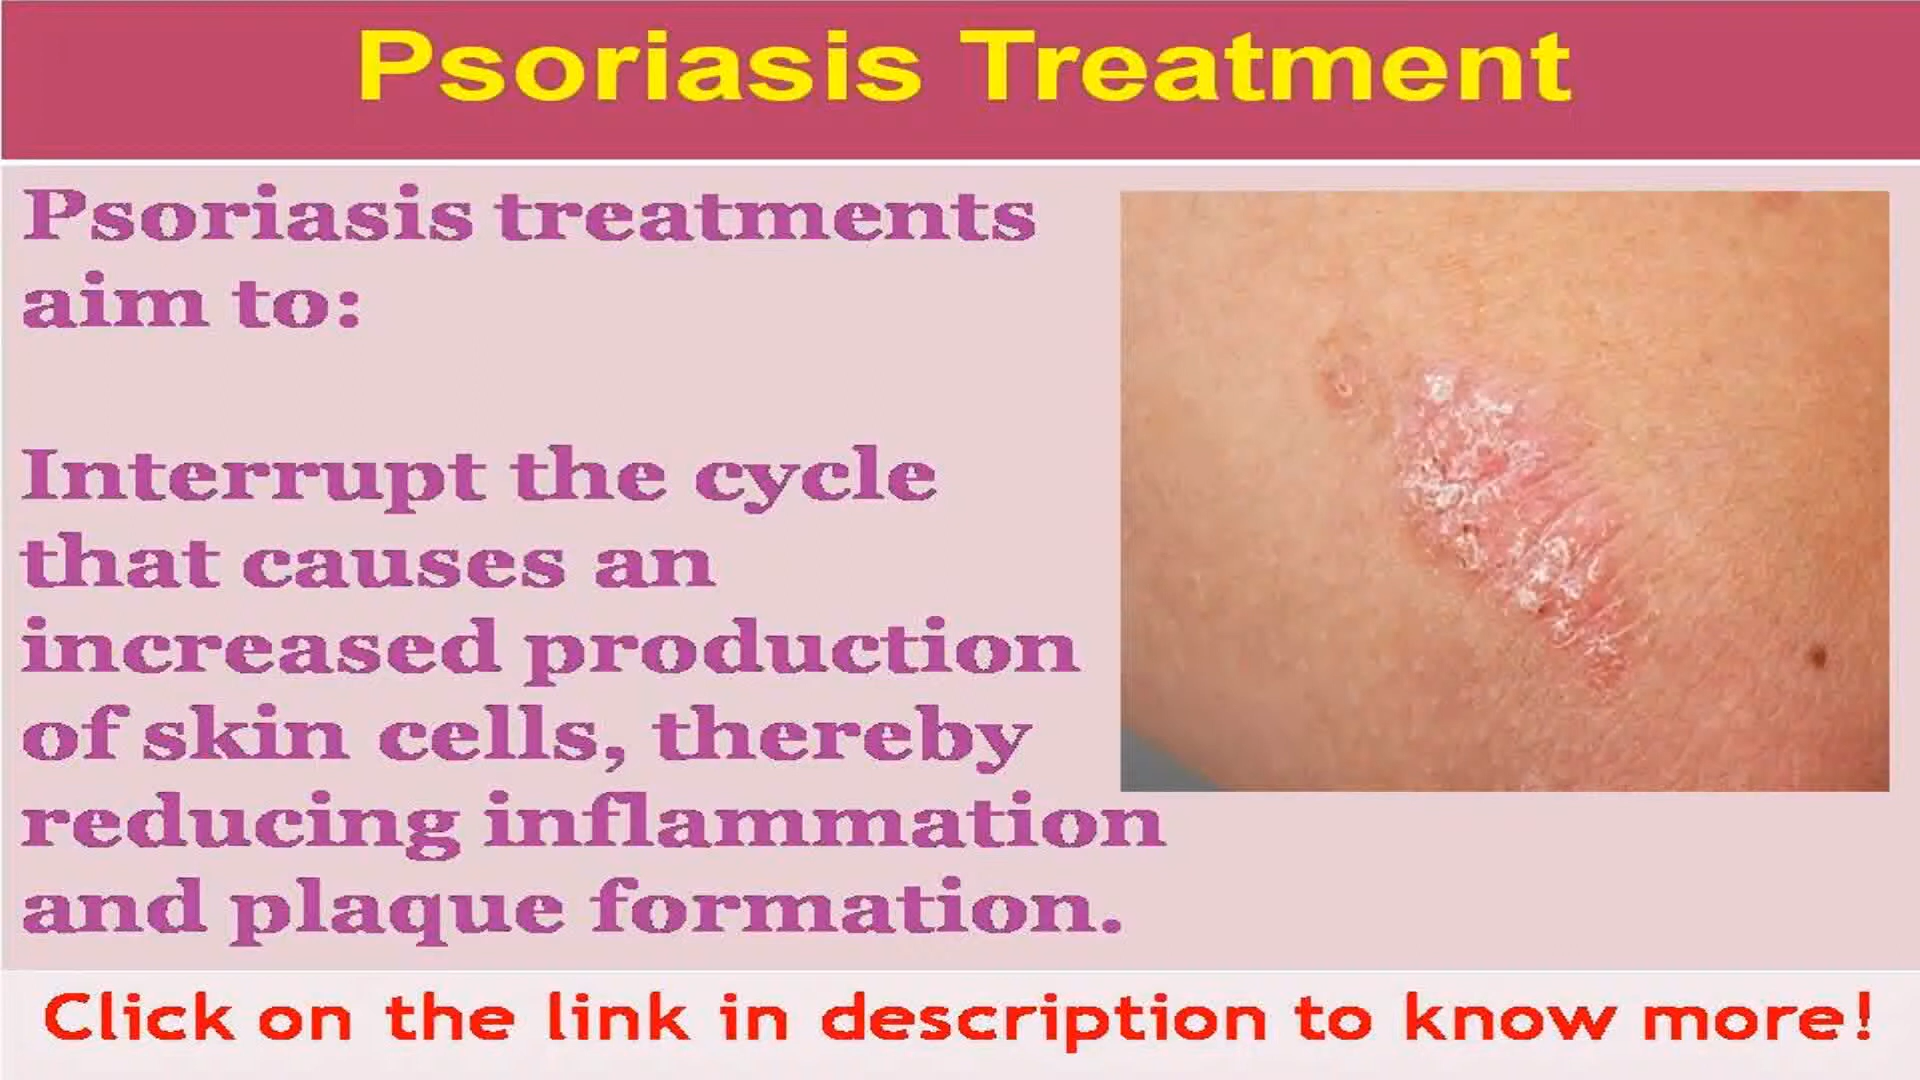 Psoriasis Treatment
Psoriasis treatments
aim to:
Interrupt the cycle
that causes an
increased production
of skin cells, thereby
reducing inflammation
and plaque formation.
Click on the link in description to know more!